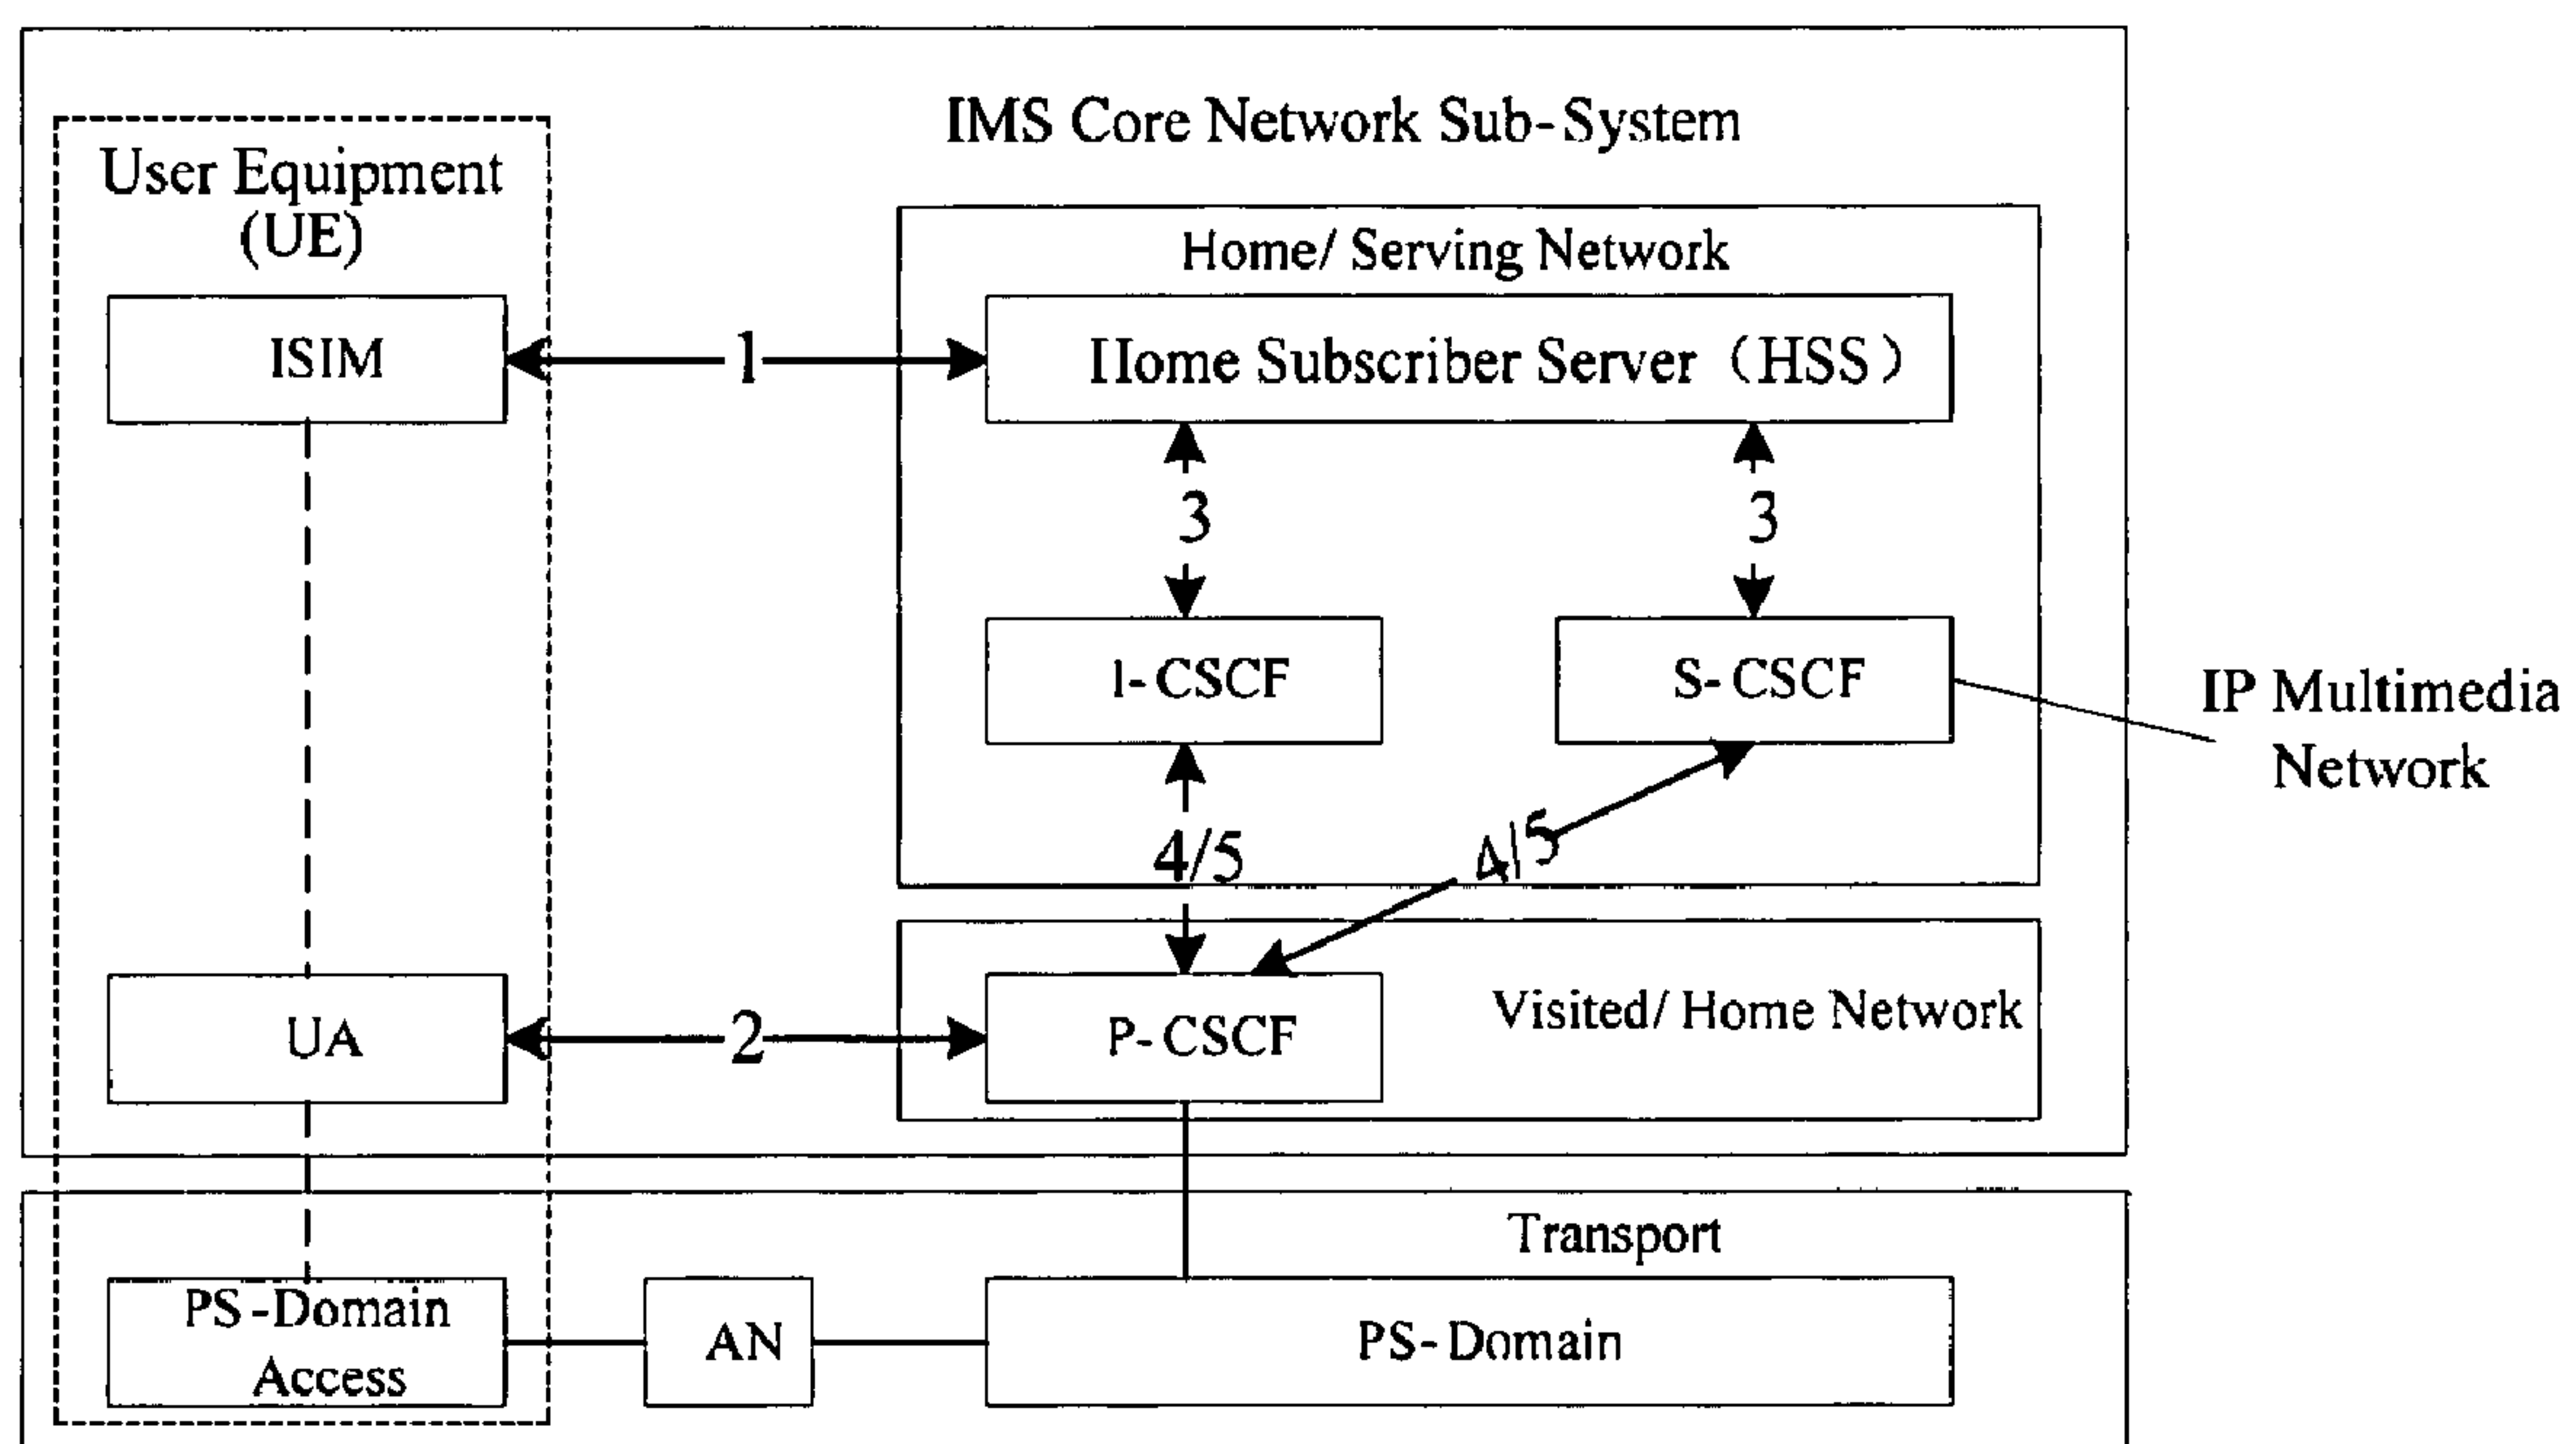 IMS Core Network Sub-System
User Equipment
(UE)
Home/ Serving Network
ISIM
1
Home Subscriber Server（HSS）
3
3
I-CSCF
S-CSCF
IP Multimedia
Network
4/5
4/5
UA
2
P-CSCF
Visited/ Home Network
Transport
PS-Domain
Access
AN
PS-Domain